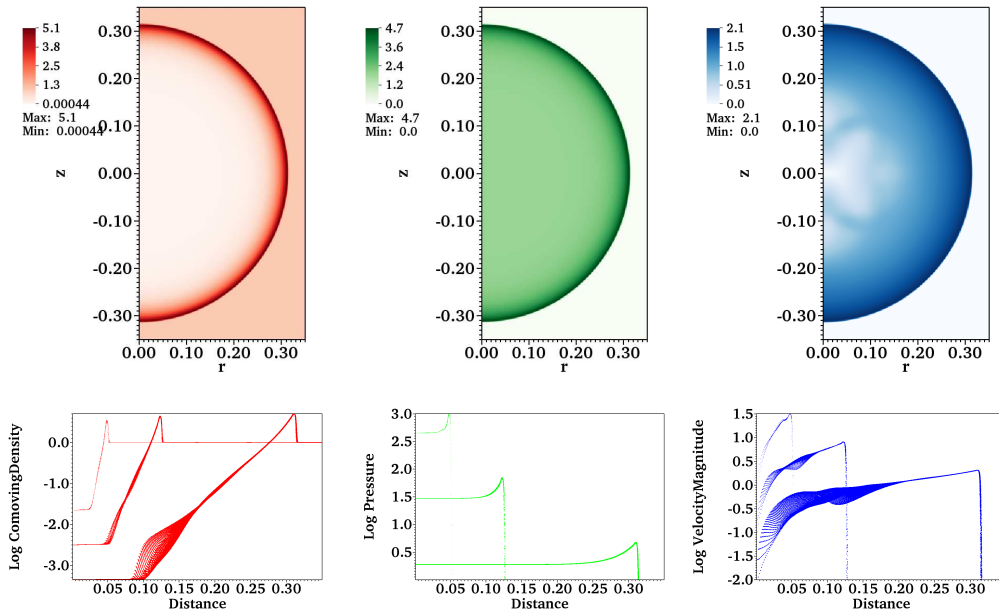 5.1
3.8
2.5
1.3
0.00044
Max: 5.1
Min: 0.00044
0.30
0.20
0.10
0.00
-0.10
-0.20
-0.30
z
0.00 0.10 0.20 0.30
r
4.7
3.6
2.4
1.2
0.0
Max: 4.7
Min: 0.0
0.30
0.20
0.10
0.00
-0.10
-0.20
-0.30
z
0.00 0.10 0.20 0.30
r
2.1
1.5
1.0
0.51
0.0
Max: 2.1
Min: 0.0
0.30
0.20
0.10
0.00
-0.10
-0.20
-0.30
z
0.00 0.10 0.20 0.30
r
Log ComovingDensity
0.0
-1.0
-2.0
-3.0
0.05 0.10 0.15 0.20 0.25 0.30
Distance
Log Pressure
3.0
2.5
2.0
1.5
1.0
0.5
0.05 0.10 0.15 0.20 0.25 0.30
Distance
Log VelocityMagnitude
1.5
1.0
0.5
0.0
-0.5
-1.0
-1.5
-2.0
0.05 0.10 0.15 0.20 0.25 0.30
Distance